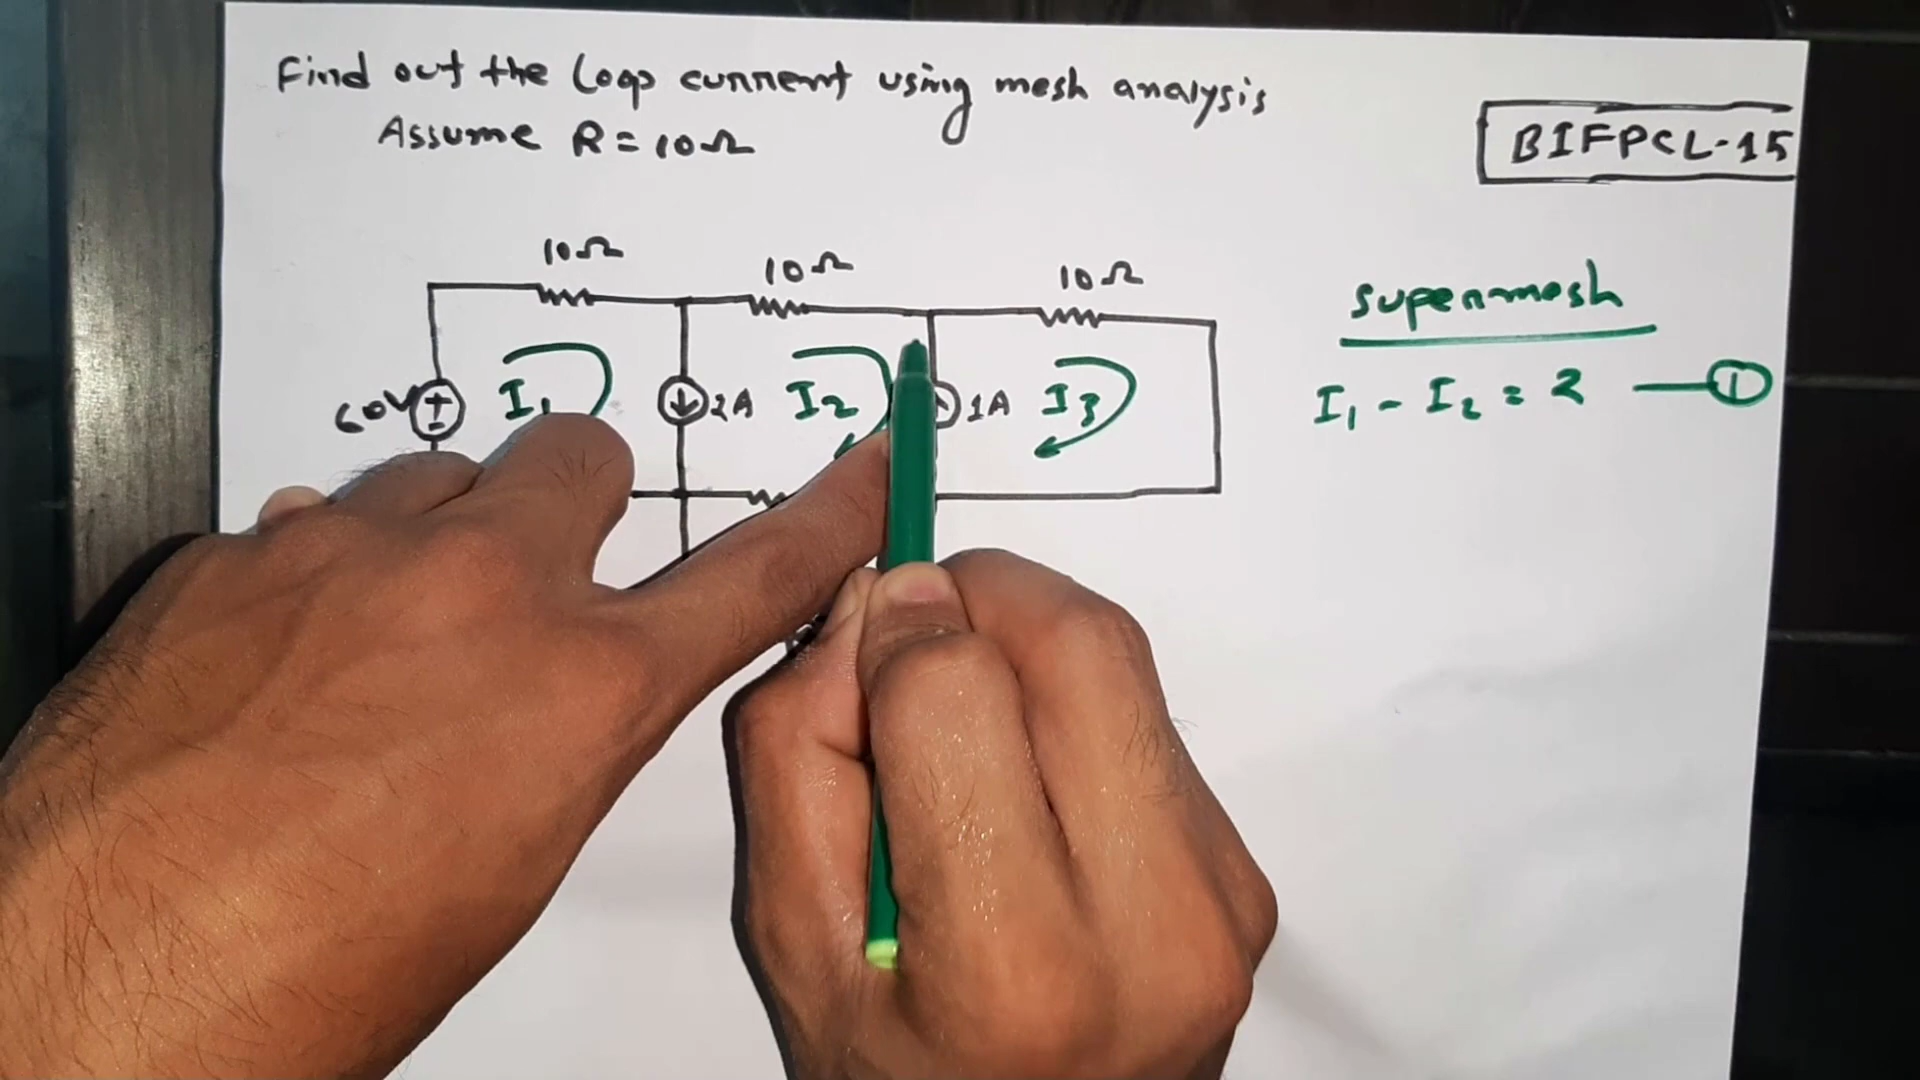 Find out the Loop current using mesh analysis
Assume R = 10Ω
BIFPCL-15
10Ω
10Ω
10Ω
Supermesh
60V
+
I₁
2A
I₂
1A
I₃
I₁ - I₂ = 2 — ①